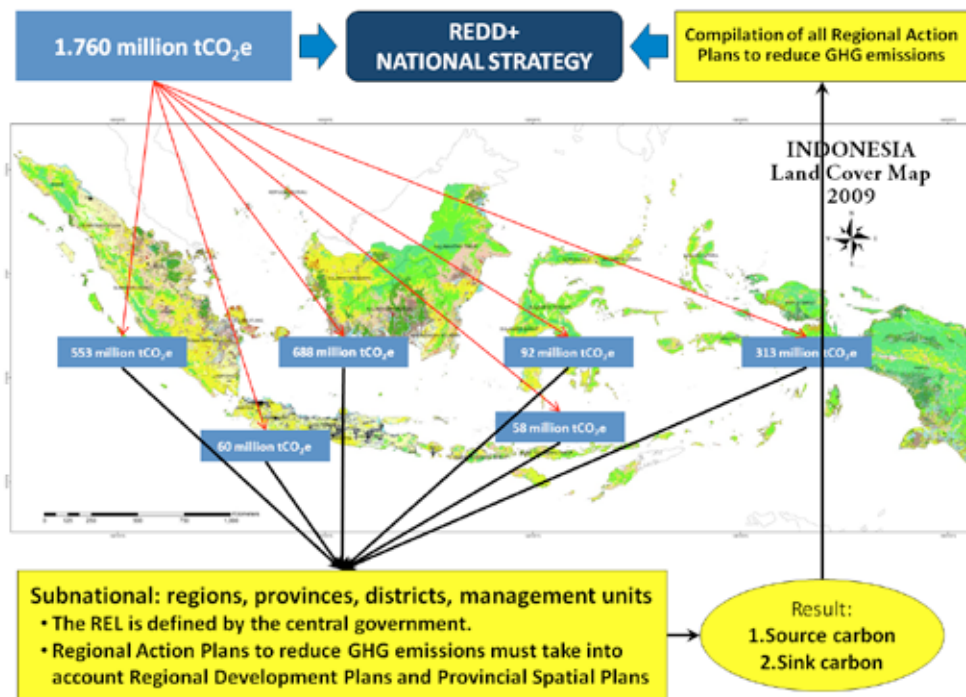 1.760 million tCO₂e
REDD+
NATIONAL STRATEGY
Compilation of all Regional Action
Plans to reduce GHG emissions
INDONESIA
Land Cover Map
2009
553 million tCO₂e
688 million tCO₂e
92 million tCO₂e
313 million tCO₂e
60 million tCO₂e
58 million tCO₂e
Subnational: regions, provinces, districts, management units
• The REL is defined by the central government.
• Regional Action Plans to reduce GHG emissions must take into
account Regional Development Plans and Provincial Spatial Plans
Result:
1.Source carbon
2.Sink carbon